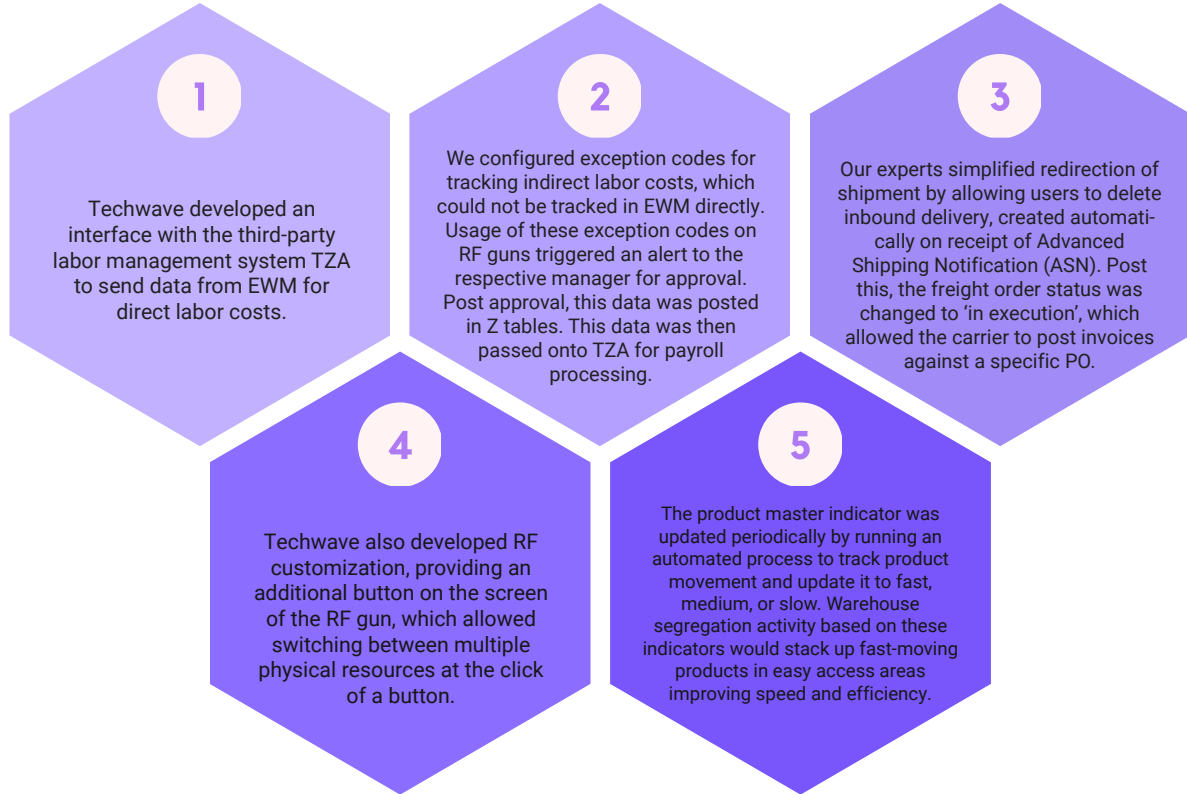 1
Techwave developed an
interface with the third-party
labor management system TZA
to send data from EWM for
direct labor costs.
2
We configured exception codes for
tracking indirect labor costs, which
could not be tracked in EWM directly.
Usage of these exception codes on
RF guns triggered an alert to the
respective manager for approval.
Post approval, this data was posted
in Z tables. This data was then
passed onto TZA for payroll
processing.
3
Our experts simplified redirection of
shipment by allowing users to delete
inbound delivery, created automati-
cally on receipt of Advanced
Shipping Notification (ASN). Post
this, the freight order status was
changed to ‘in execution’, which
allowed the carrier to post invoices
against a specific PO.
4
Techwave also developed RF
customization, providing an
additional button on the screen
of the RF gun, which allowed
switching between multiple
physical resources at the click
of a button.
5
The product master indicator was
updated periodically by running an
automated process to track product
movement and update it to fast,
medium, or slow. Warehouse
segregation activity based on these
indicators would stack up fast-moving
products in easy access areas
improving speed and efficiency.